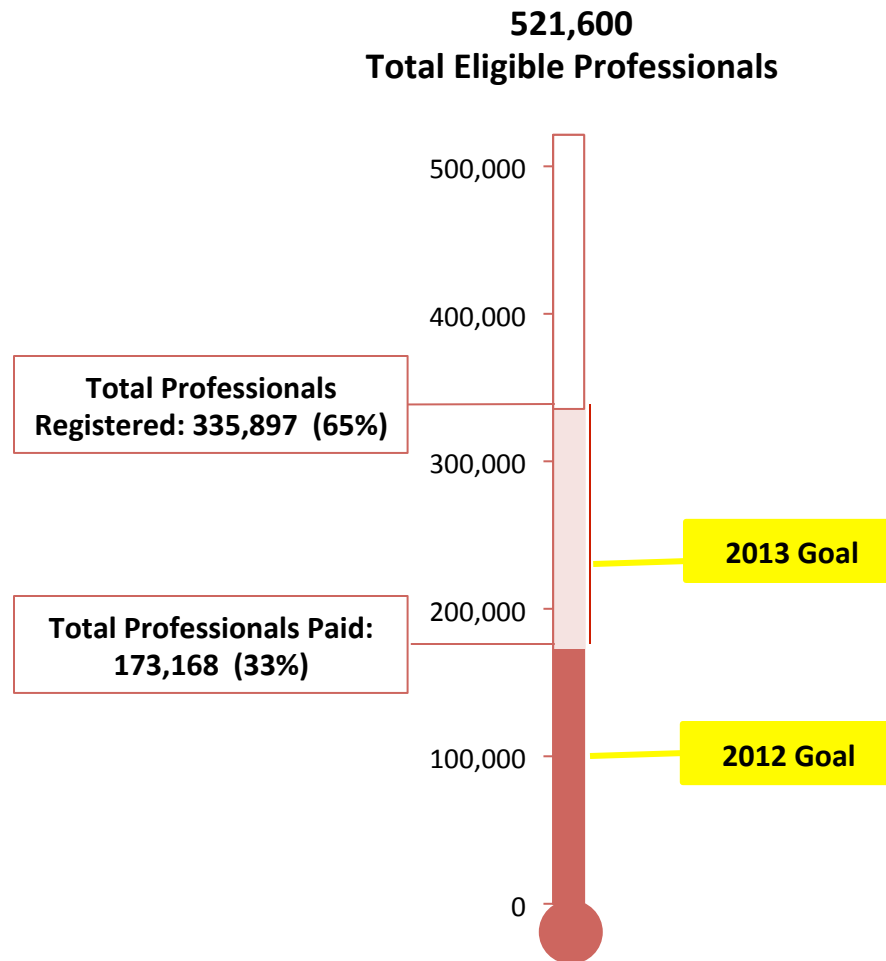 521,600
Total Eligible Professionals
500,000
400,000
Total Professionals
Registered: 335,897  (65%)
300,000
2013 Goal
200,000
Total Professionals Paid:
173,168  (33%)
100,000
2012 Goal
0